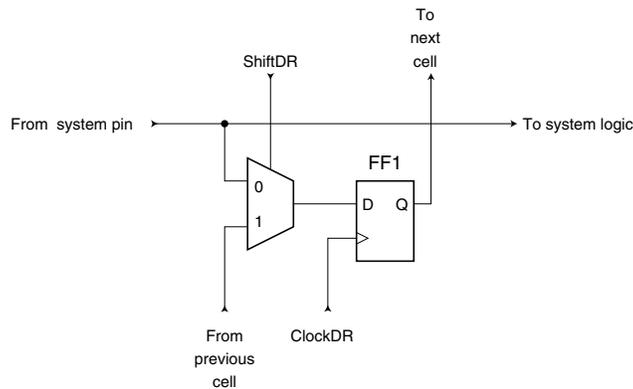 To
next
cell
ShiftDR
From system pin
To system logic
FF1
0
D Q
1
From
previous
cell
ClockDR